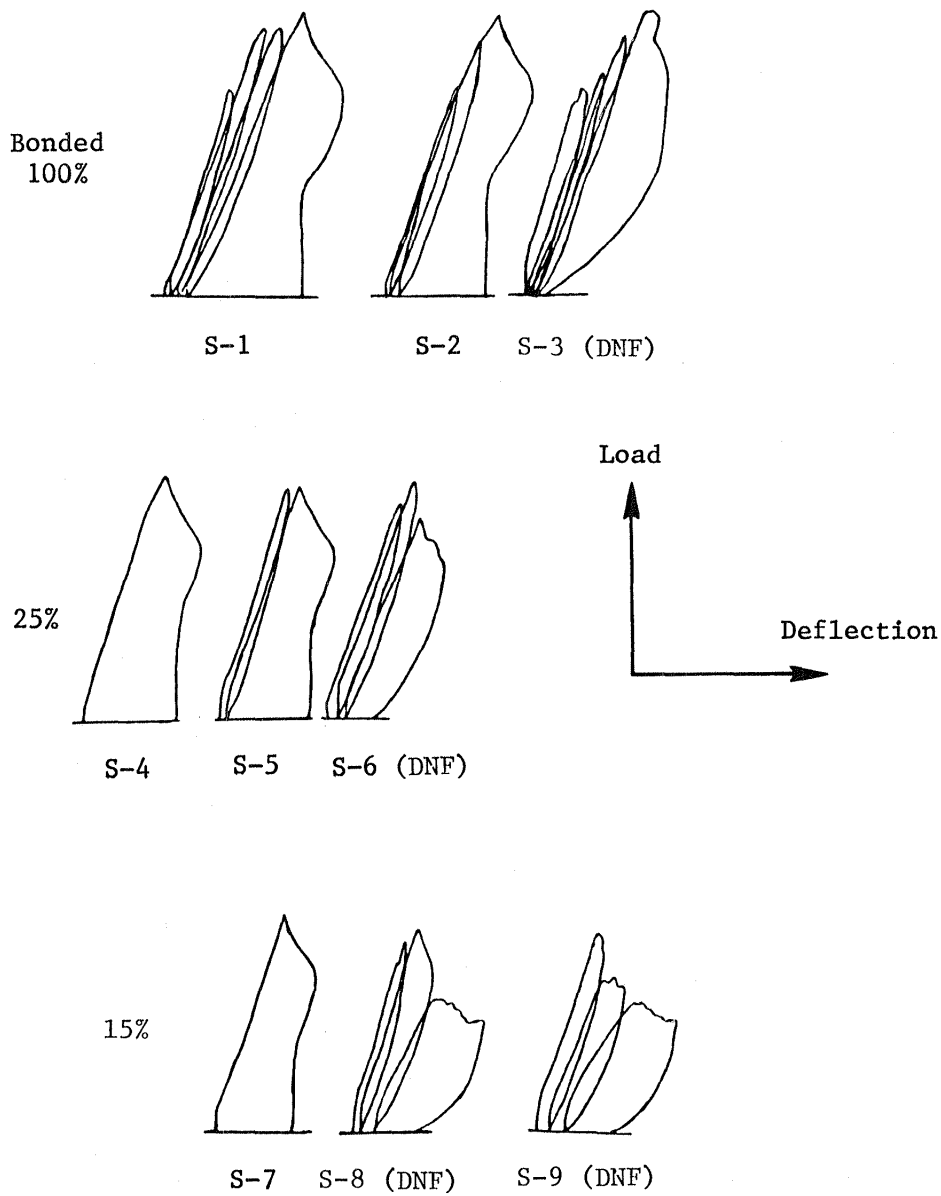 Bonded
100%
S-1
S-2
S-3 (DNF)
Load
25%
Deflection
S-4
S-5
S-6 (DNF)
15%
S-7
S-8 (DNF)
S-9 (DNF)